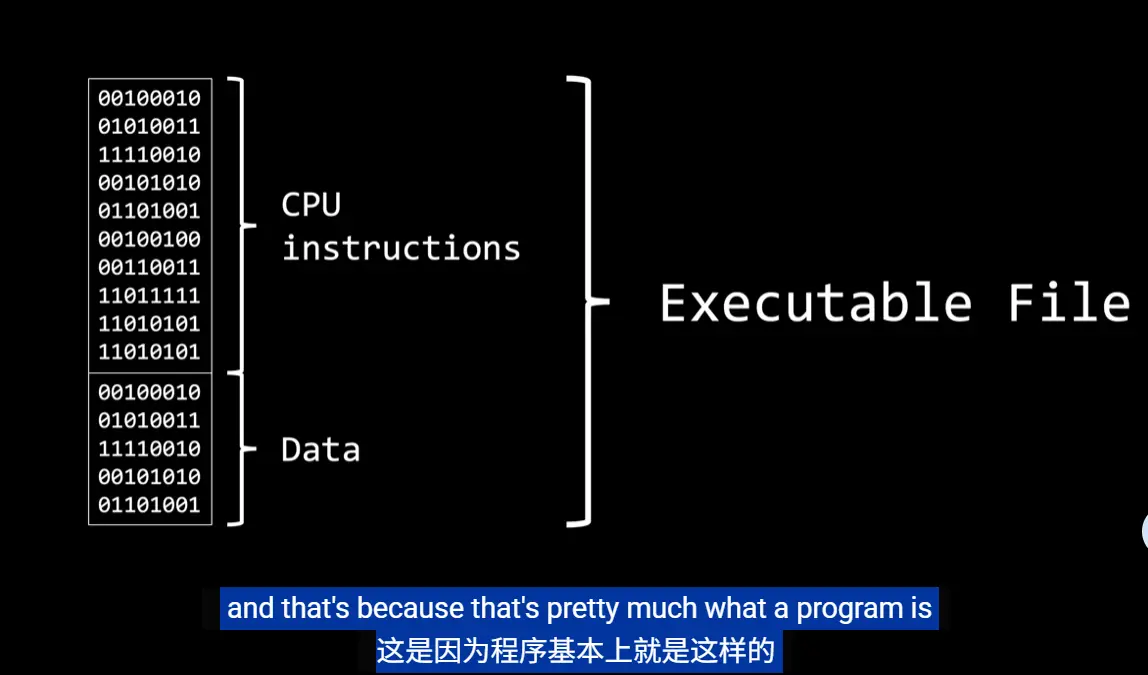 00100010
01010011
11110010
00101010
01101001
00100100
00110011
11011111
11010101
11010101
CPU
instructions
00100010
01010011
11110010
00101010
01101001
Data
Executable File
and that's because that's pretty much what a program is
这是因为程序基本上就是这样的